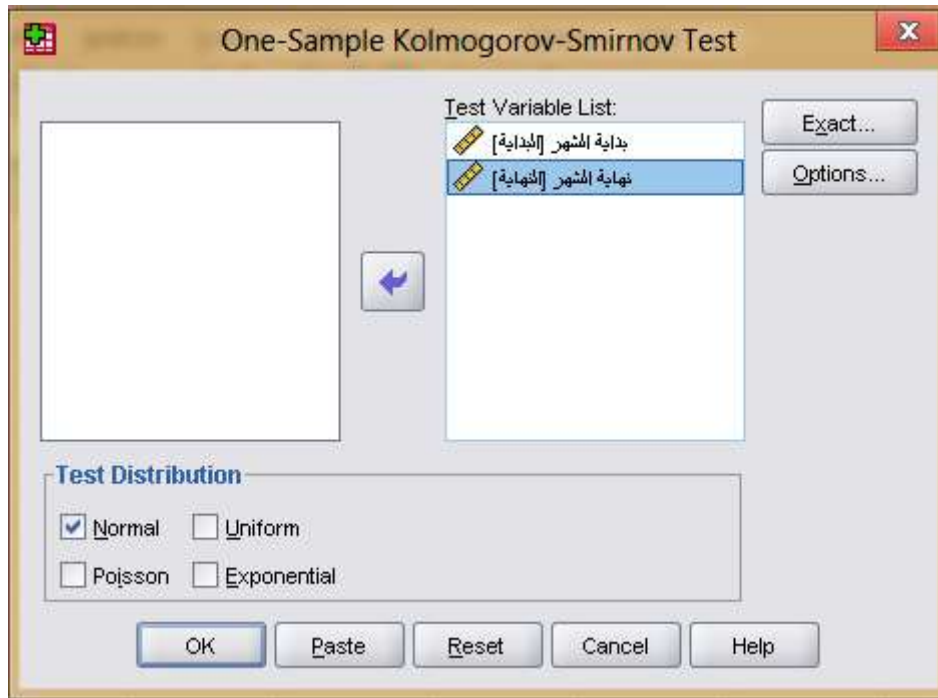 One-Sample Kolmogorov-Smirnov Test
Test Variable List:
بداية الشهر [البداية]
نهاية الشهر [النهاية]
Exact...
Options...
Test Distribution
Normal
Uniform
Poisson
Exponential
OK
Paste
Reset
Cancel
Help